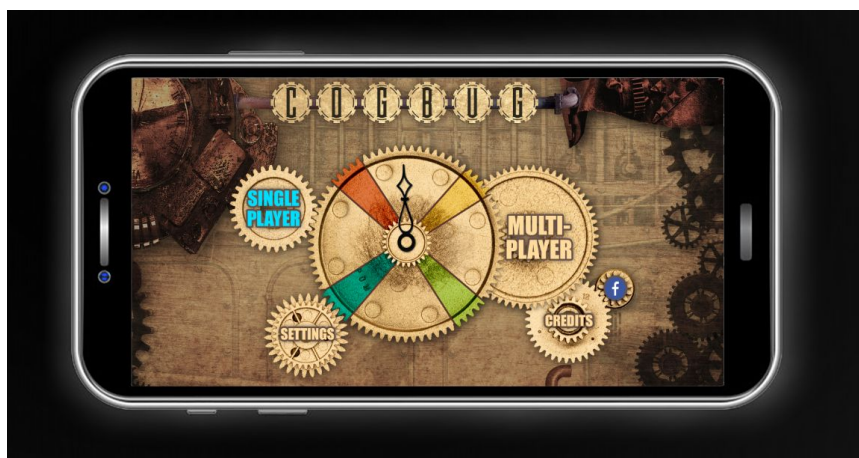 COGBUG
SINGLE
PLAYER
MULTI-
PLAYER
SETTINGS
CREDITS
f